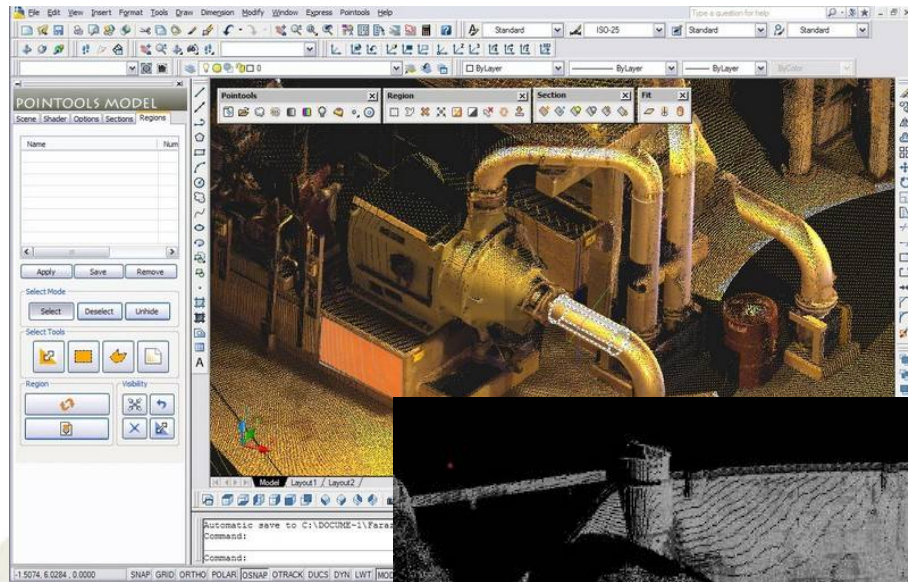 File Edit View Insert Format Tools Draw Dimension Modify Window Express Pointools Help
Type a question for help
Standard ISO-25 Standard Standard
0 ByLayer ByLayer ByLayer ByColor
POINTOOLS MODEL
Scene Shader Options Sections Regions
Name Num
Apply Save Remove
Select Mode
Select Deselect Unhide
Select Tools
Region Visibility
Pointools Region Section Fit
A
Model Layout1 Layout2
Automatic save to C:\DOCUME~1\Faraz
Command:
Command:
-1.5074, 6.0284 , 0.0000 SNAP GRID ORTHO POLAR OSNAP OTRACK DUCS DYN LWT MOD